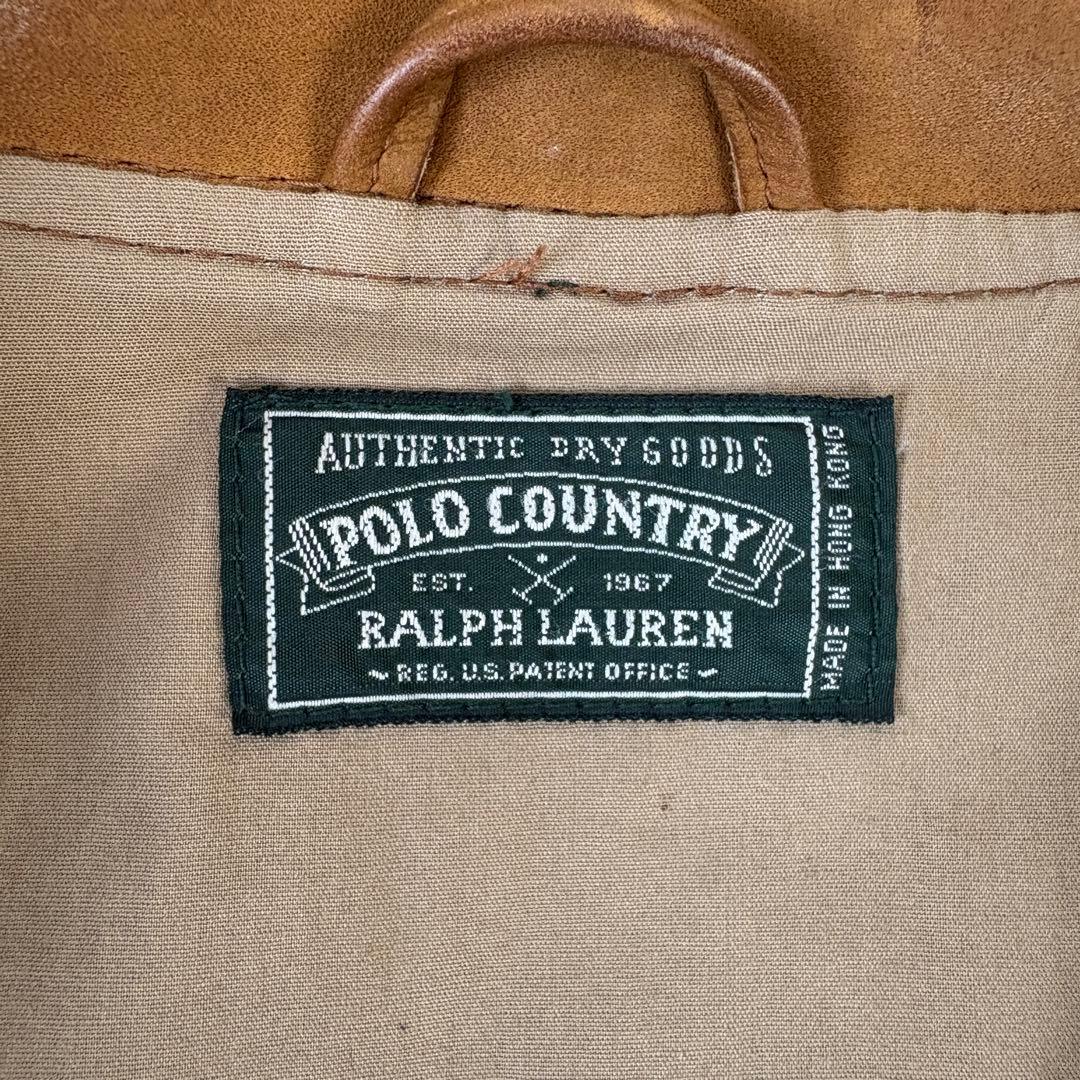 AUTHENTIC DRY GOODS
POLO COUNTRY
EST. 1967
RALPH LAUREN
REG. U.S. PATENT OFFICE
MADE IN HONG KONG